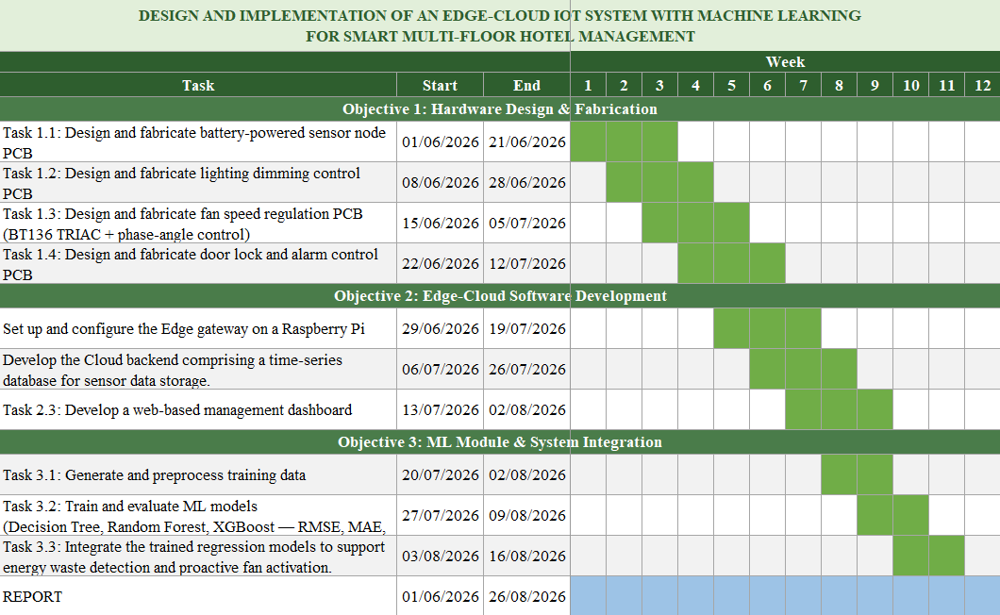 DESIGN AND IMPLEMENTATION OF AN EDGE-CLOUD IOT SYSTEM WITH MACHINE LEARNING
FOR SMART MULTI-FLOOR HOTEL MANAGEMENT
Week
Task Start End 1 2 3 4 5 6 7 8 9 10 11 12
Objective 1: Hardware Design & Fabrication
Task 1.1: Design and fabricate battery-powered sensor node
PCB
01/06/2026 21/06/2026
Task 1.2: Design and fabricate lighting dimming control
PCB
08/06/2026 28/06/2026
Task 1.3: Design and fabricate fan speed regulation PCB
(BT136 TRIAC + phase-angle control)
15/06/2026 05/07/2026
Task 1.4: Design and fabricate door lock and alarm control
PCB
22/06/2026 12/07/2026
Objective 2: Edge-Cloud Software Development
Set up and configure the Edge gateway on a Raspberry Pi 29/06/2026 19/07/2026
Develop the Cloud backend comprising a time-series
database for sensor data storage.
06/07/2026 26/07/2026
Task 2.3: Develop a web-based management dashboard 13/07/2026 02/08/2026
Objective 3: ML Module & System Integration
Task 3.1: Generate and preprocess training data 20/07/2026 02/08/2026
Task 3.2: Train and evaluate ML models
(Decision Tree, Random Forest, XGBoost — RMSE, MAE,
27/07/2026 09/08/2026
Task 3.3: Integrate the trained regression models to support
energy waste detection and proactive fan activation.
03/08/2026 16/08/2026
REPORT 01/06/2026 26/08/2026